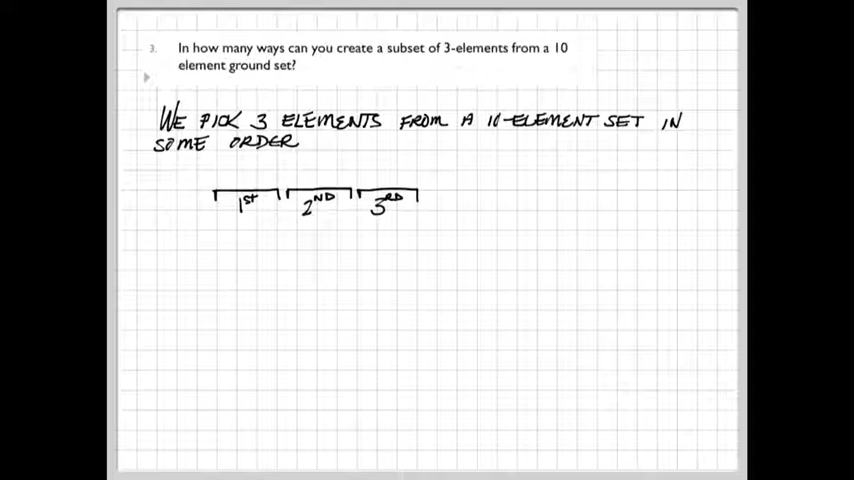 3. In how many ways can you create a subset of 3-elements from a 10
element ground set?
WE PICK 3 ELEMENTS FROM A 10-ELEMENT SET IN
SOME ORDER
1ST 2ND 3RD